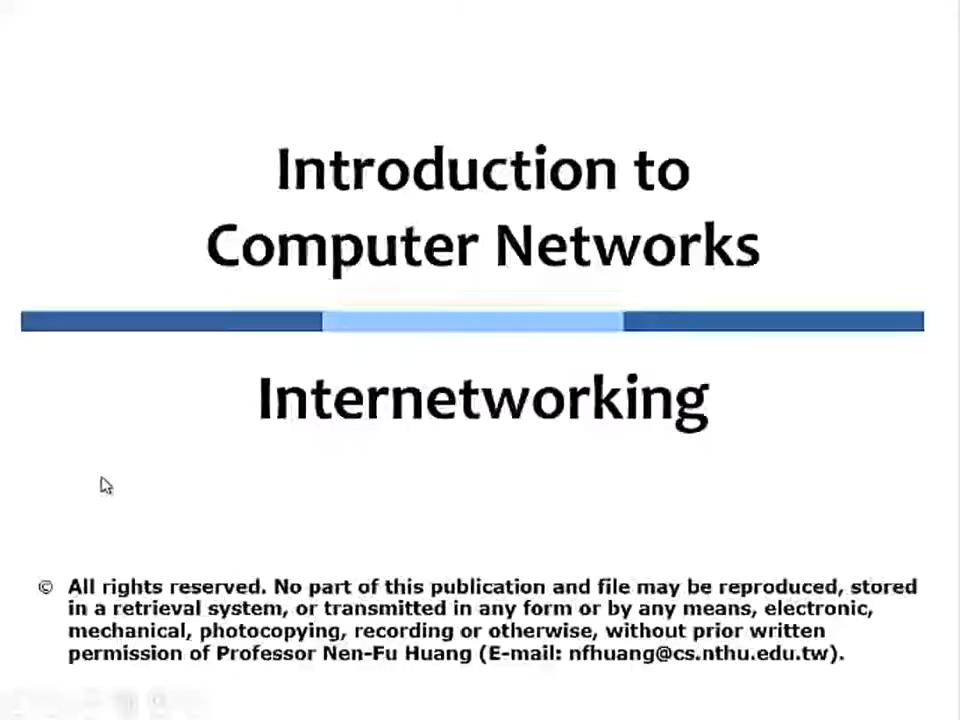 Introduction to
Computer Networks
Internetworking
© All rights reserved. No part of this publication and file may be reproduced, stored
in a retrieval system, or transmitted in any form or by any means, electronic,
mechanical, photocopying, recording or otherwise, without prior written
permission of Professor Nen-Fu Huang (E-mail: nfhuang@cs.nthu.edu.tw).